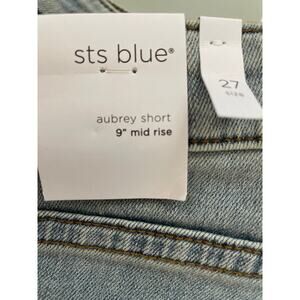 sts blue®
27
SIZE
aubrey short
9" mid rise